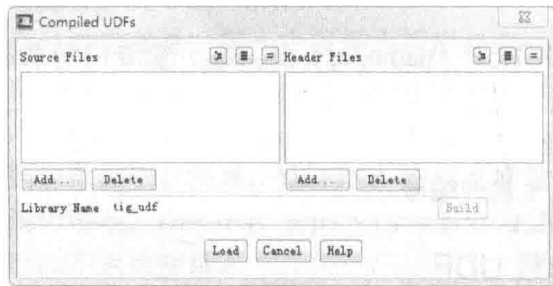 Compiled UDFs
Source Files
Header Files
Add...
Delete
Add...
Delete
Library Name tig_udf
Build
Load
Cancel
Help